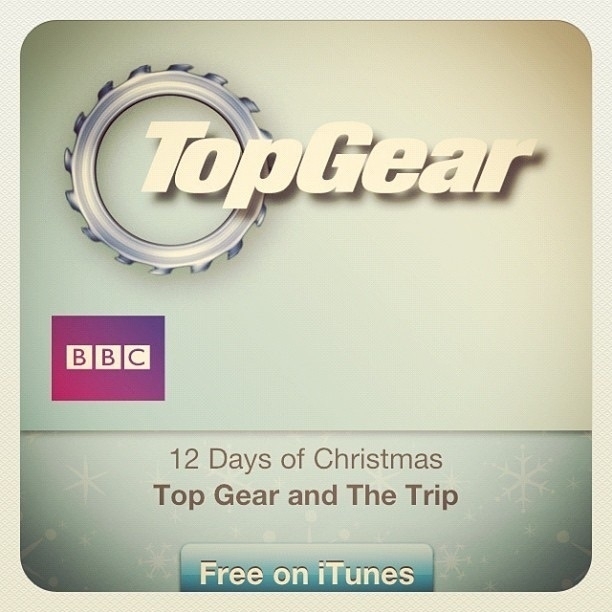 TopGear
BBC
12 Days of Christmas
Top Gear and The Trip
Free on iTunes